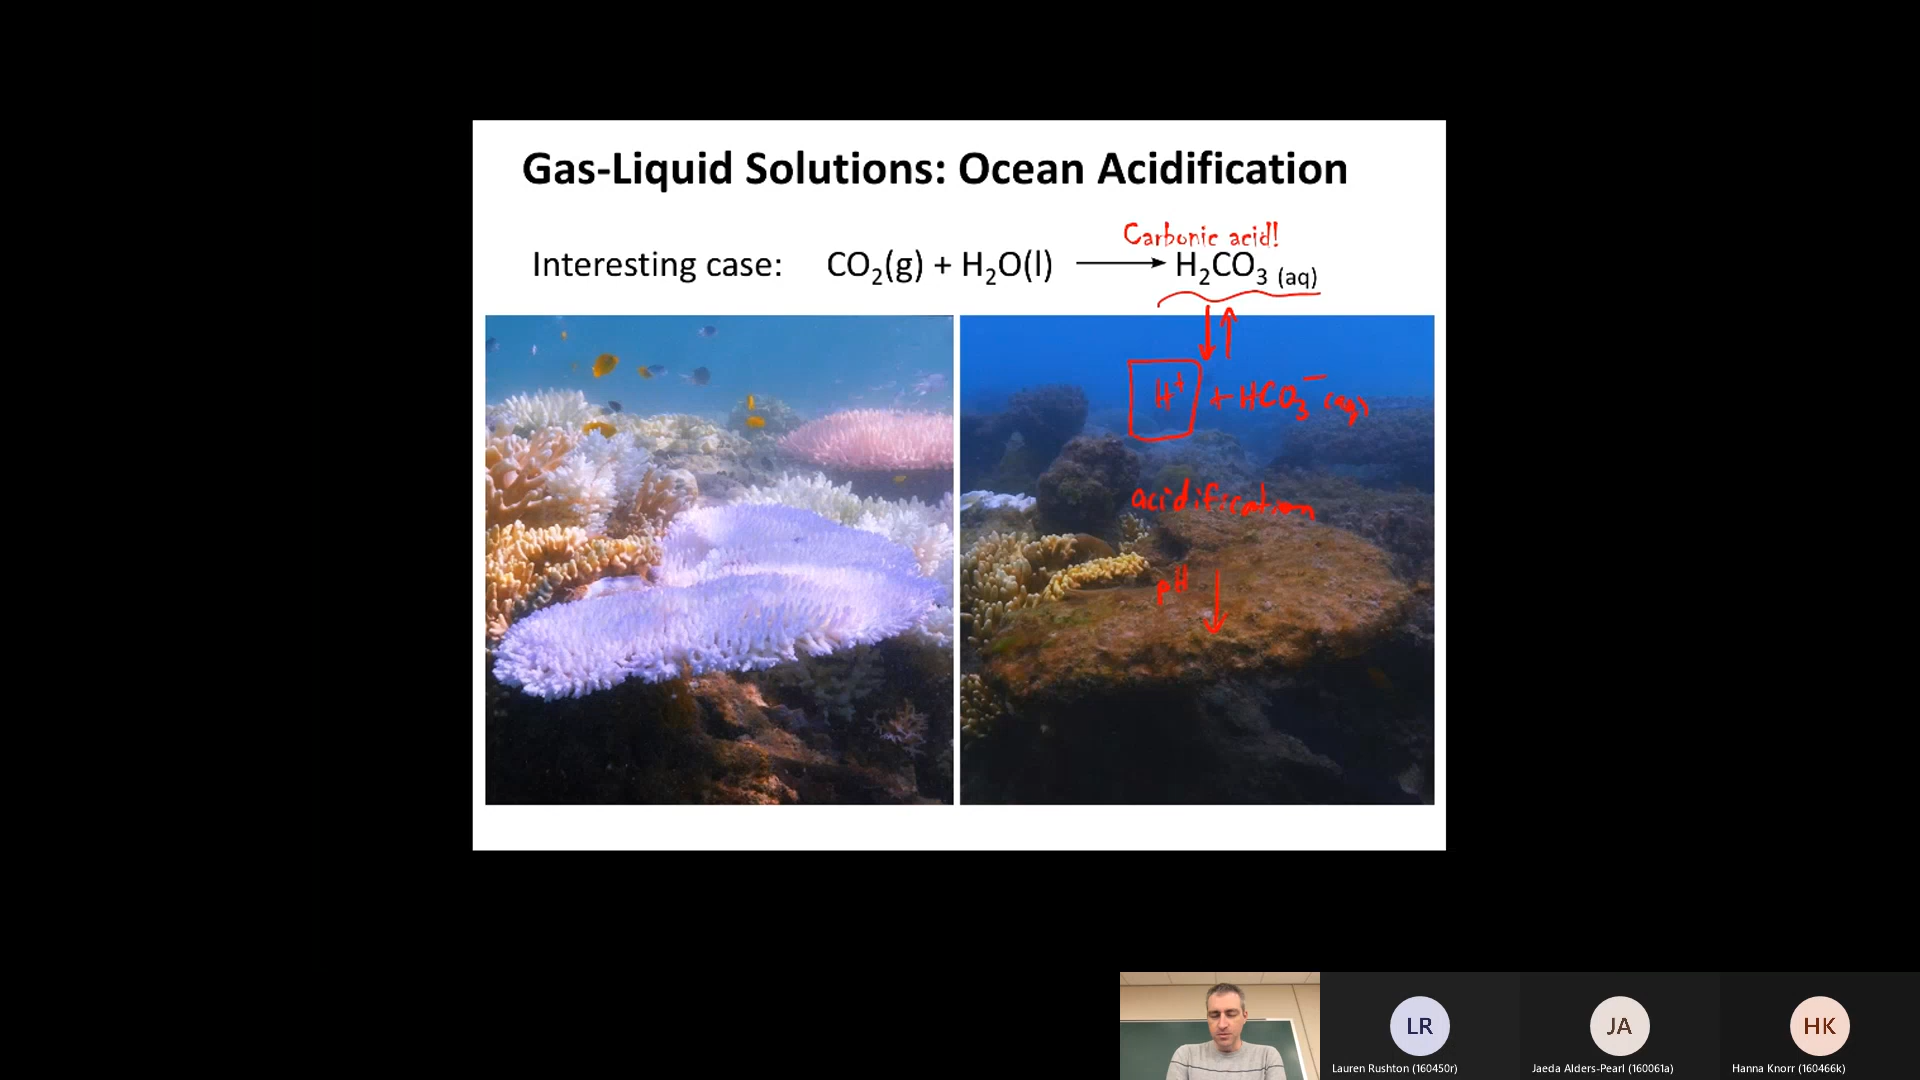 Gas-Liquid Solutions: Ocean Acidification
Carbonic acid!
Interesting case: CO₂(g) + H₂O(l) ⟶ H₂CO₃ (aq)
↓↑
H⁺ + HCO₃⁻ (aq)
acidification
pH ↓
LR
JA
HK
Lauren Rushton (160450r)
Jaeda Alders-Pearl (160061a)
Hanna Knorr (160466k)